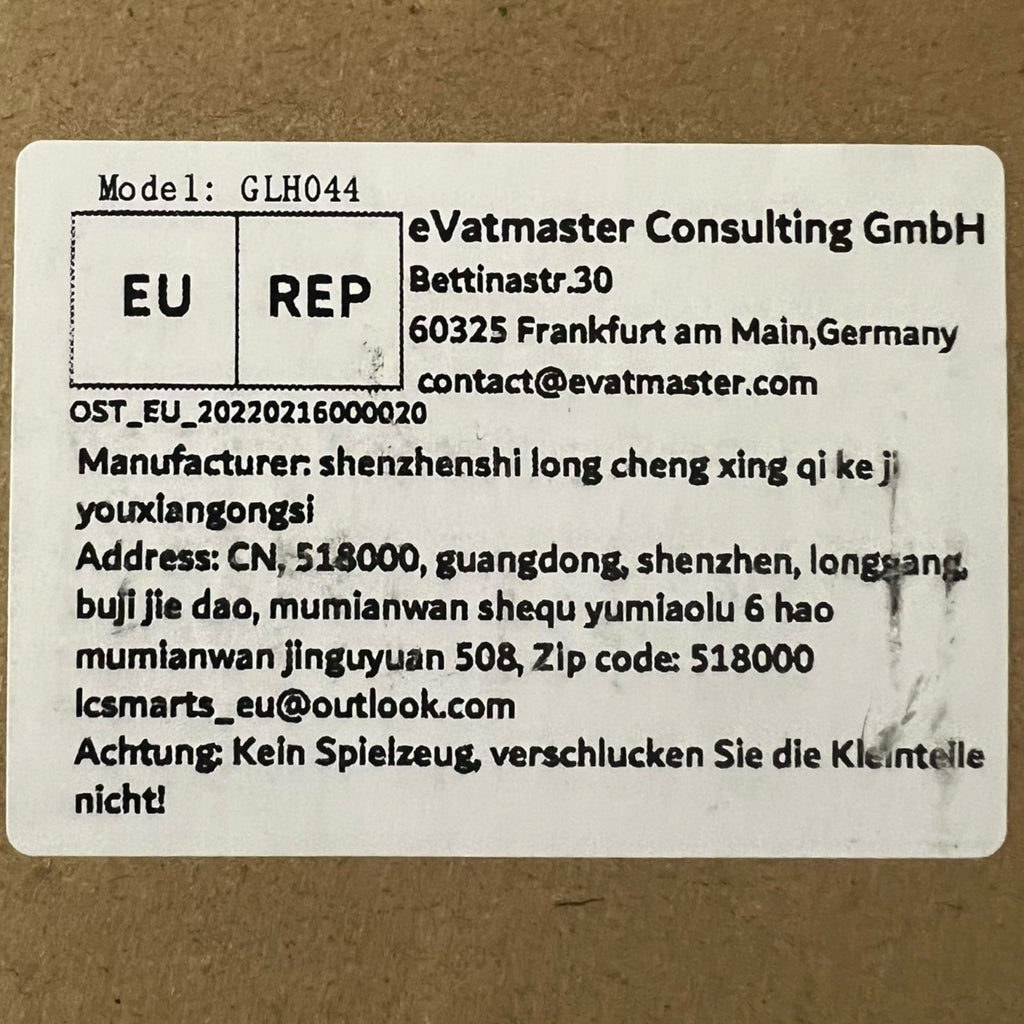 Model: GLH044
EU REP
eVatmaster Consulting GmbH
Bettinastr.30
60325 Frankfurt am Main,Germany
contact@evatmaster.com
OST_EU_20220216000020
Manufacturer: shenzhenshi long cheng xing qi ke ji
youxiangongsi
Address: CN, 518000, guangdong, shenzhen, longgang,
buji jie dao, mumianwan shequ yumiaolu 6 hao
mumianwan jinguyuan 508, Zip code: 518000
lcsmarts_eu@outlook.com
Achtung: Kein Spielzeug, verschlucken Sie die Kleinteile
nicht!